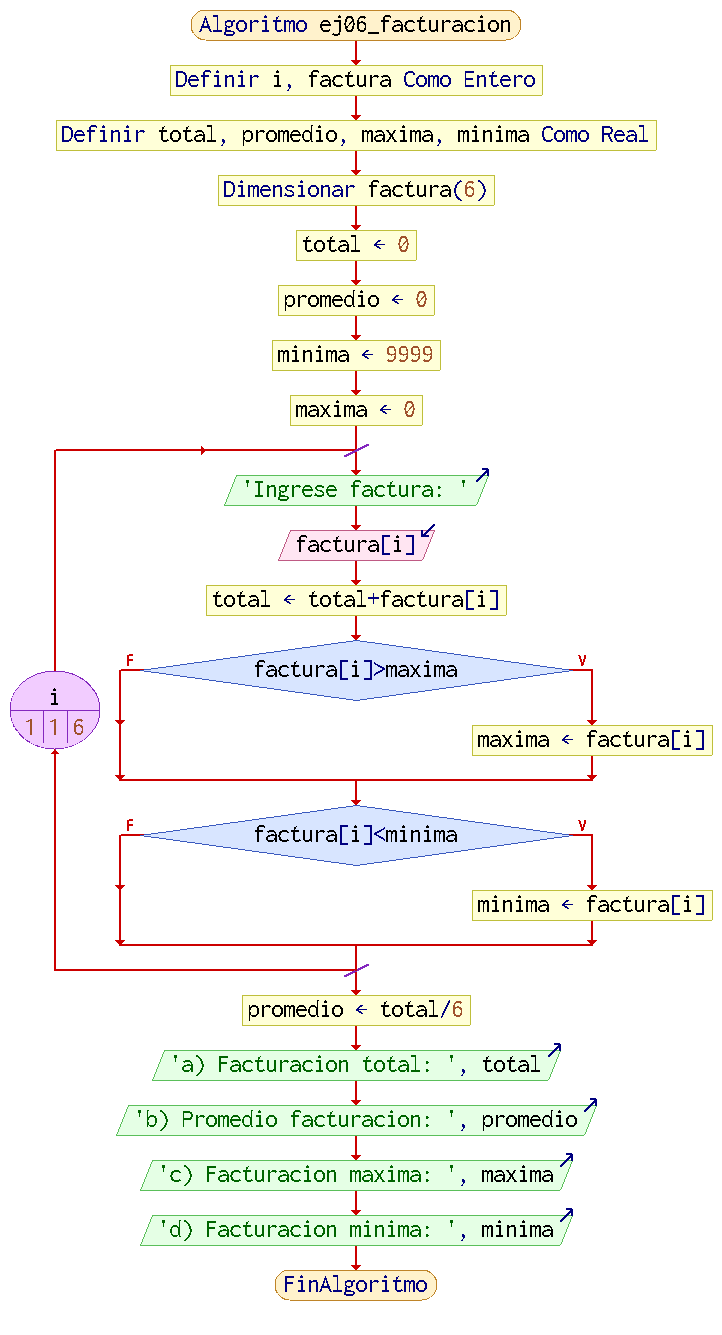 Algoritmo ej06_facturacion
Definir i, factura Como Entero
Definir total, promedio, maxima, minima Como Real
Dimensionar factura(6)
total ← 0
promedio ← 0
minima ← 9999
maxima ← 0
'Ingrese factura: '
factura[i]
total ← total+factura[i]
F
factura[i]>maxima
V
i
1 1 6
maxima ← factura[i]
F
factura[i]<minima
V
minima ← factura[i]
promedio ← total/6
'a) Facturacion total: ', total
'b) Promedio facturacion: ', promedio
'c) Facturacion maxima: ', maxima
'd) Facturacion minima: ', minima
FinAlgoritmo